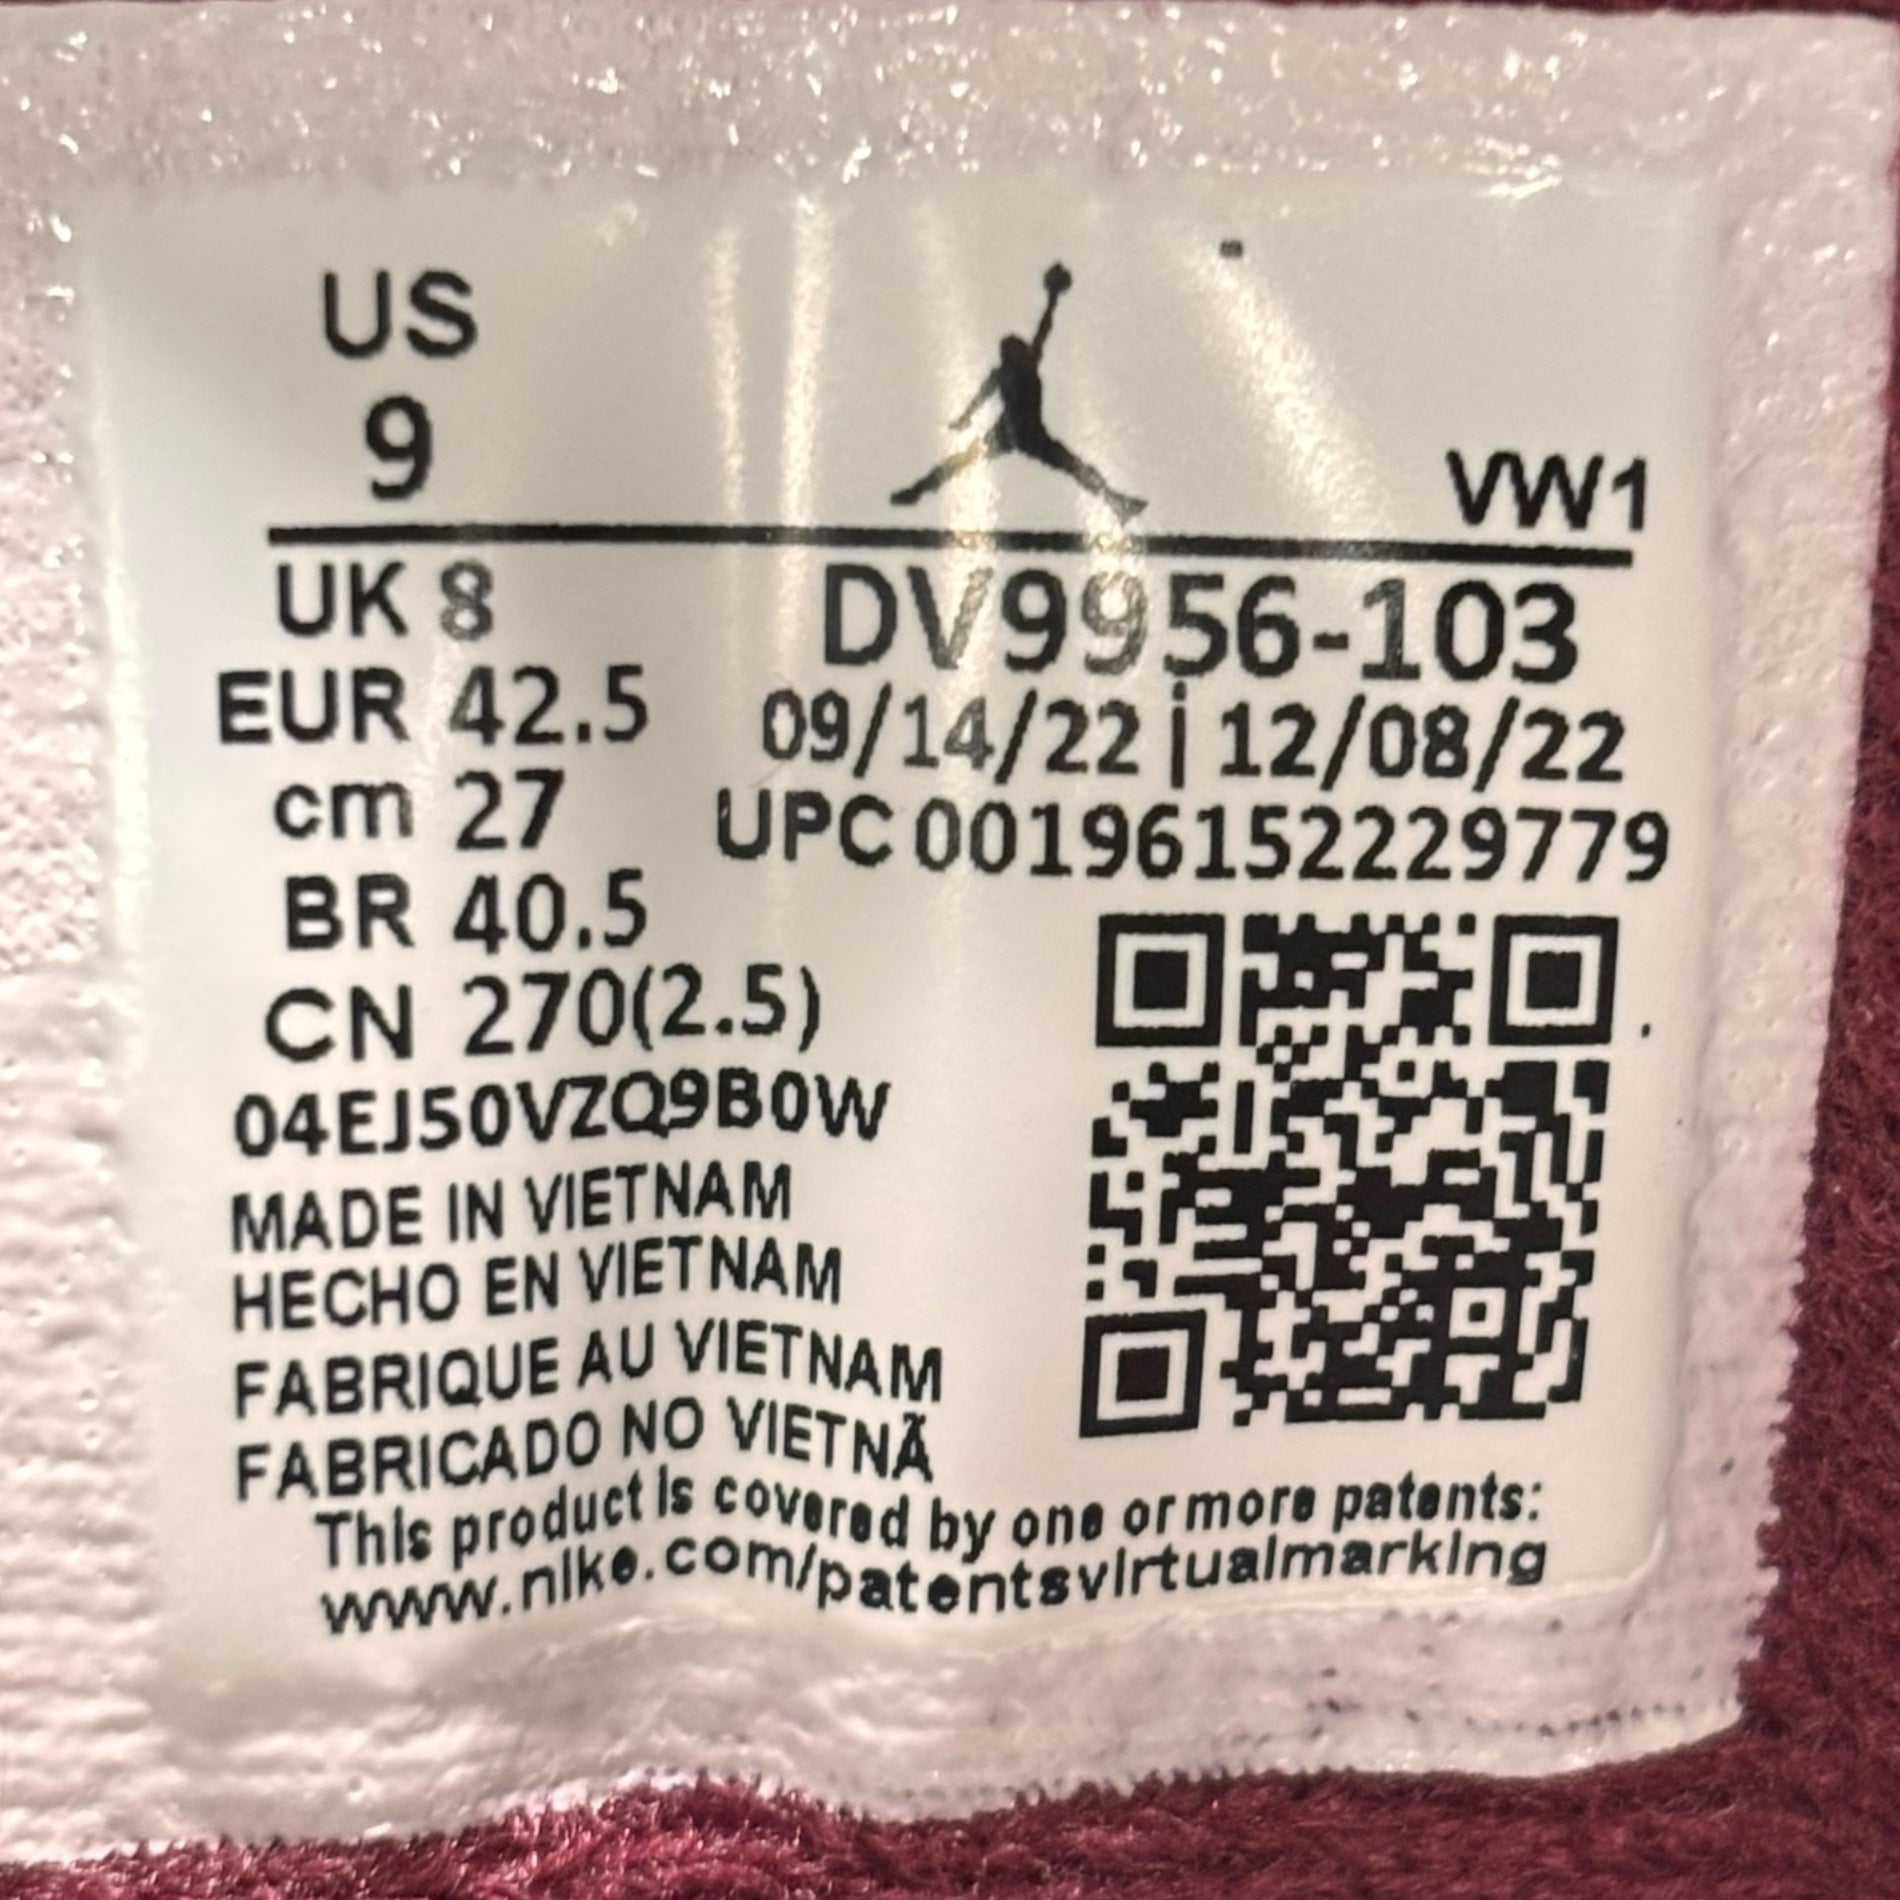 US
9
VW1
UK 8
DV9956-103
EUR 42.5
09/14/22 | 12/08/22
cm 27
UPC 00196152229779
BR 40.5
CN 270(2.5)
04EJ50VZQ9B0W
MADE IN VIETNAM
HECHO EN VIETNAM
FABRIQUE AU VIETNAM
FABRICADO NO VIETNÃ
This product is covered by one or more patents:
www.nike.com/patentsvirtualmarking